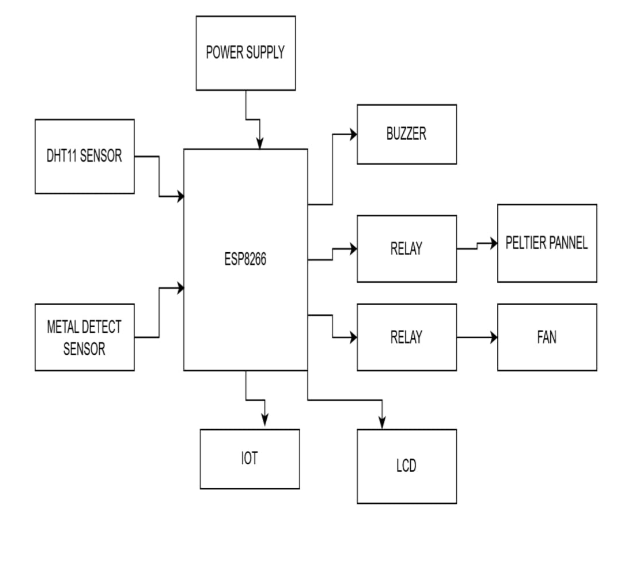 POWER SUPPLY
BUZZER
DHT11 SENSOR
ESP8266
RELAY
PELTIER PANNEL
METAL DETECT
SENSOR
RELAY
FAN
IOT
LCD